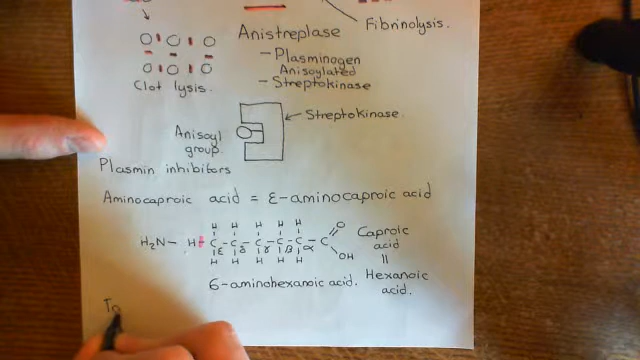 Fibrinolysis.
Anistreplase
- Plasminogen
Anisoylated
- Streptokinase
Clot lysis.
Streptokinase
Anisoyl
group.
Plasmin inhibitors
Aminocaproic acid = ε-aminocaproic acid
H H H H H
O
H₂N- H C-C-C-C-C-C
ε δ γ β α
OH
H H H H H
Caproic
acid
=
Hexanoic
acid.
6-aminohexanoic acid.